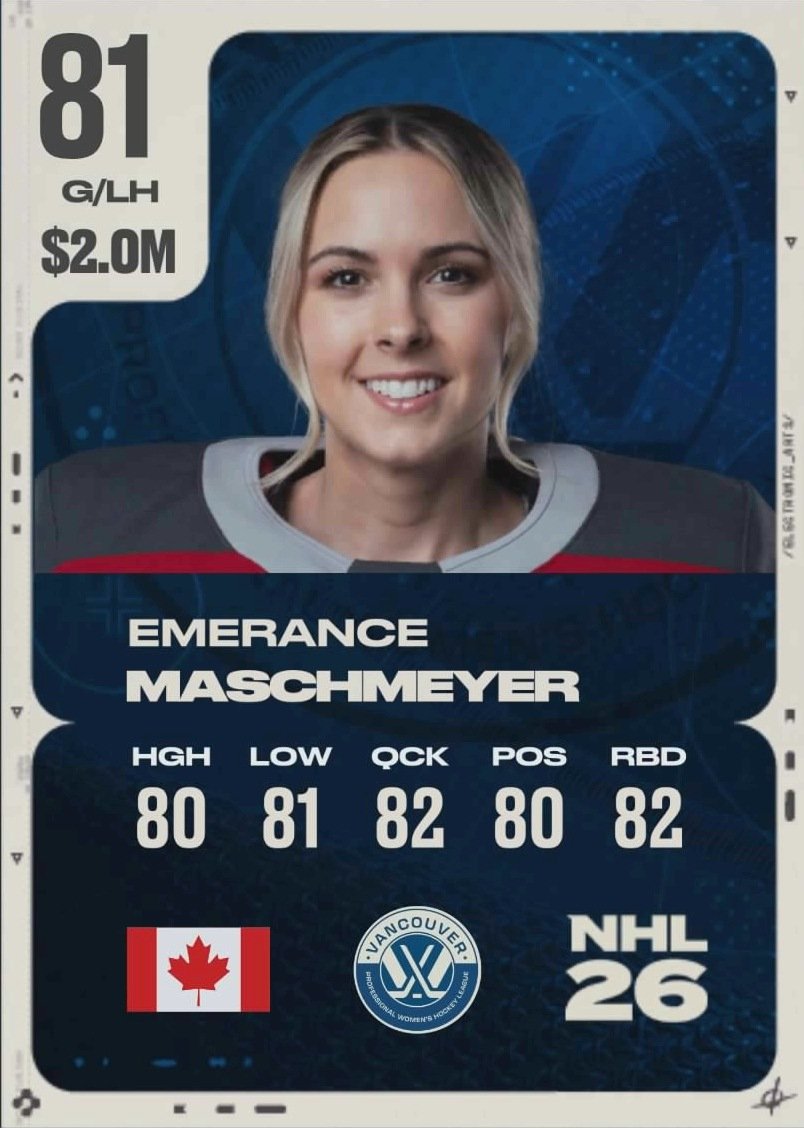 81
G/LH
$2.0M
EMERANCE
MASCHMEYER
HGH LOW QCK POS RBD
80 81 82 80 82
VANCOUVER
PROFESSIONAL WOMEN'S HOCKEY LEAGUE
NHL
26
/ELECTRONIC_ARTS/